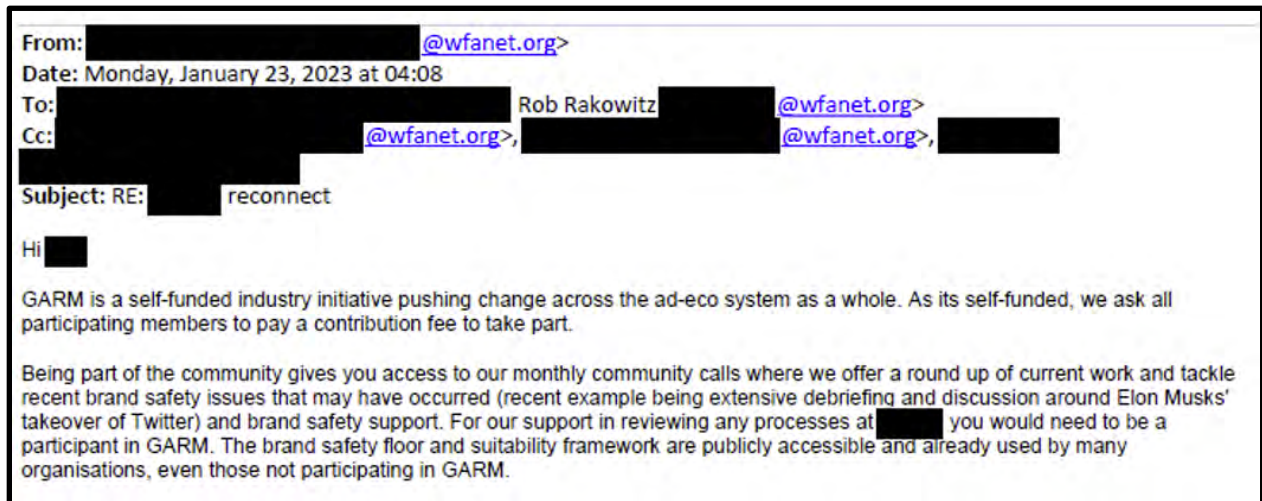 From: @wfanet.org>
Date: Monday, January 23, 2023 at 04:08
To: Rob Rakowitz @wfanet.org>
Cc: @wfanet.org>, @wfanet.org>,
Subject: RE: reconnect
Hi
GARM is a self-funded industry initiative pushing change across the ad-eco system as a whole. As its self-funded, we ask all
participating members to pay a contribution fee to take part.
Being part of the community gives you access to our monthly community calls where we offer a round up of current work and tackle
recent brand safety issues that may have occurred (recent example being extensive debriefing and discussion around Elon Musks'
takeover of Twitter) and brand safety support. For our support in reviewing any processes at you would need to be a
participant in GARM. The brand safety floor and suitability framework are publicly accessible and already used by many
organisations, even those not participating in GARM.